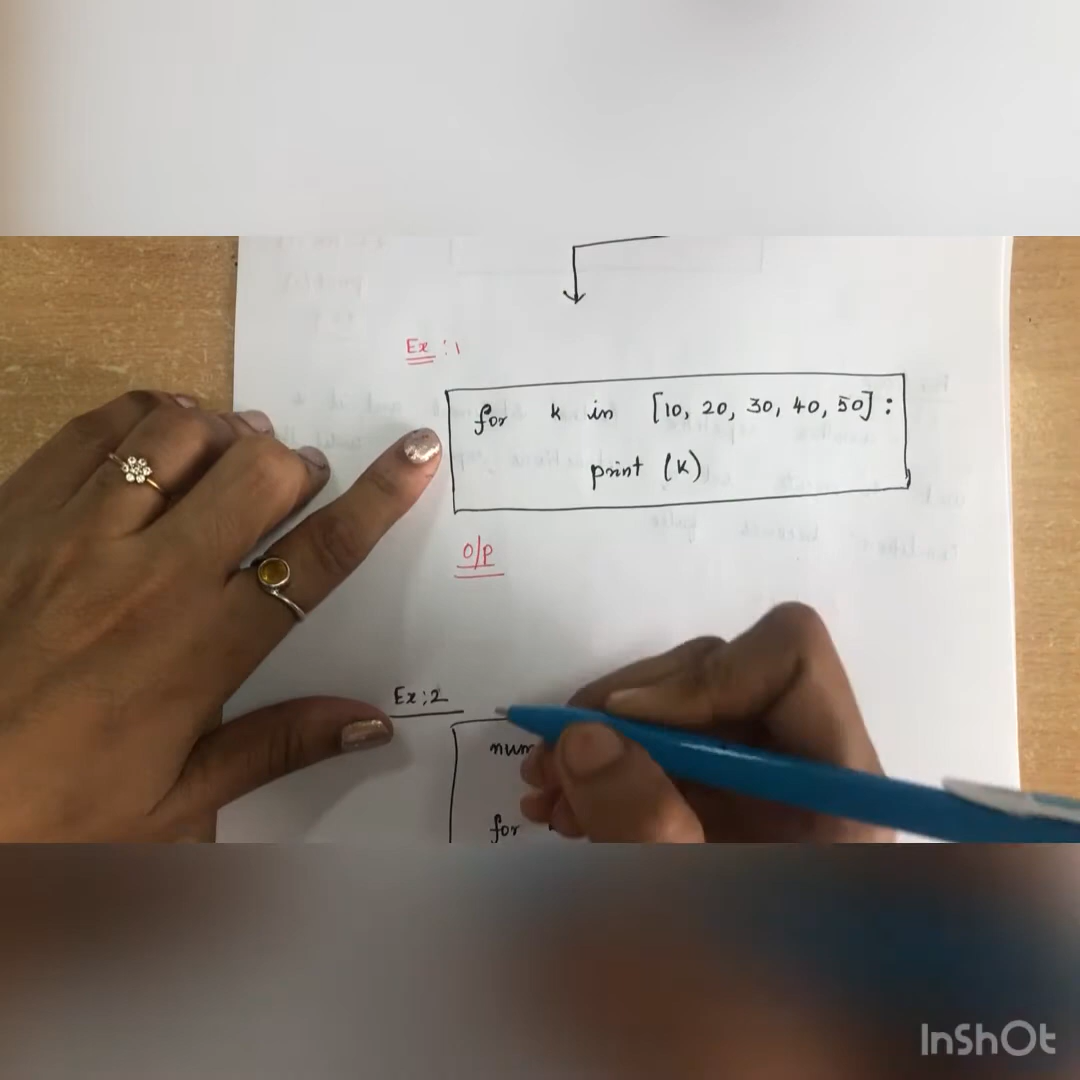 Ex : 1
for k in [10, 20, 30, 40, 50] :
print (k)
O/P
Ex : 2
for
InShOt